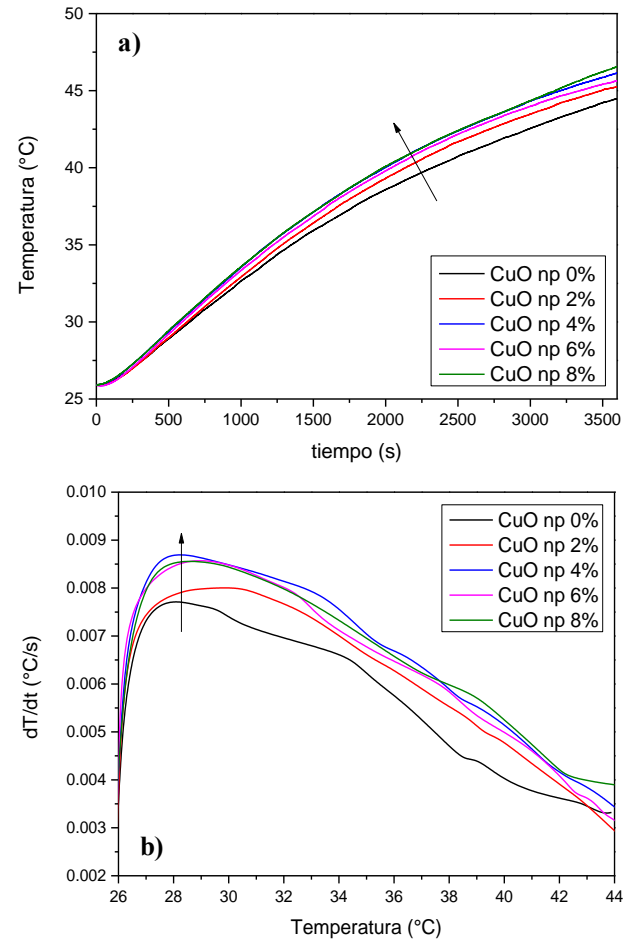 a)
50
45
40
35
30
25
Temperatura (°C)
CuO np 0%
CuO np 2%
CuO np 4%
CuO np 6%
CuO np 8%
0 500 1000 1500 2000 2500 3000 3500
tiempo (s)
0.010
0.009
0.008
0.007
0.006
0.005
0.004
0.003
0.002
dT/dt (°C/s)
CuO np 0%
CuO np 2%
CuO np 4%
CuO np 6%
CuO np 8%
b)
26 28 30 32 34 36 38 40 42 44
Temperatura (°C)